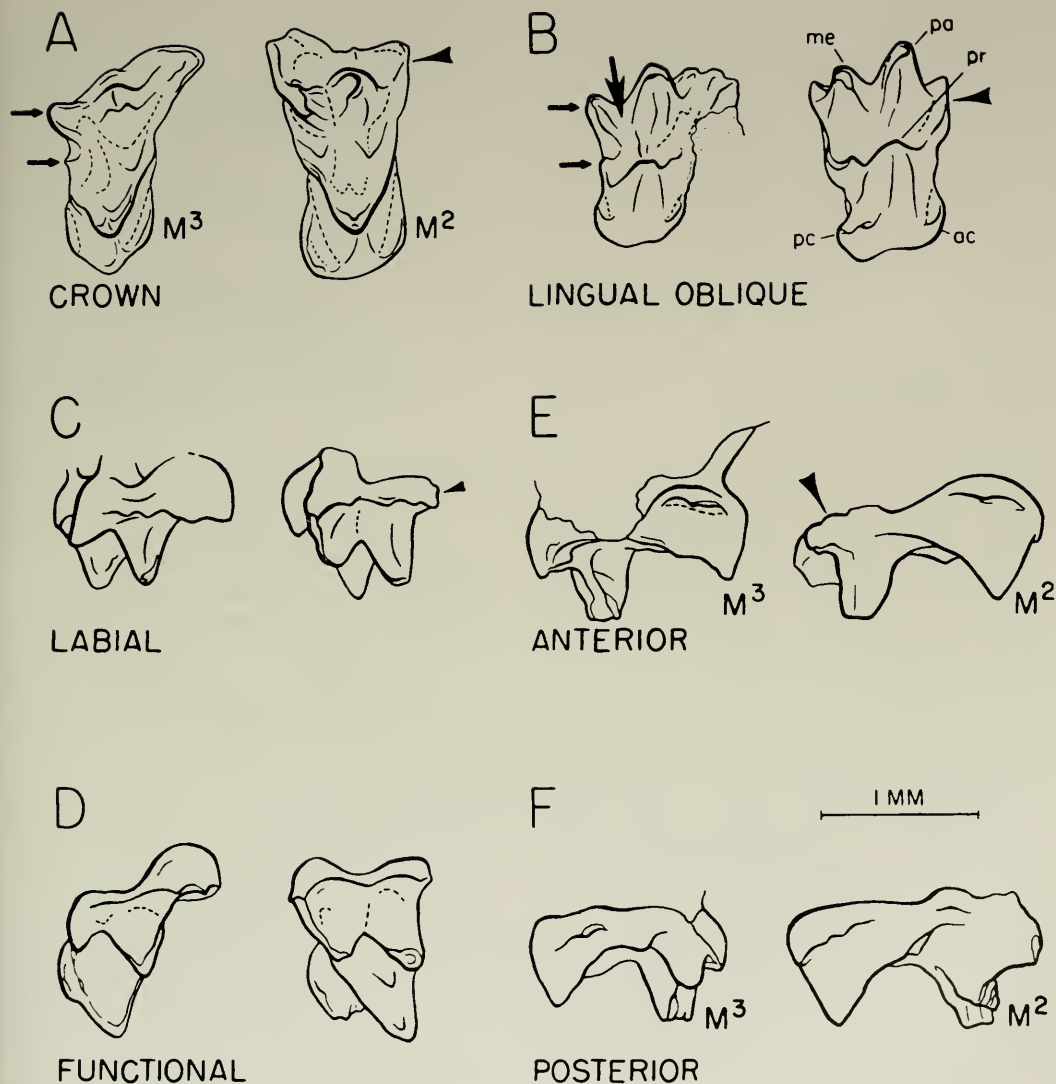 A
M³
M²
CROWN
B
me
pa
pr
pc
ac
LINGUAL OBLIQUE
C
LABIAL
E
M³
M²
ANTERIOR
D
FUNCTIONAL
F
1 MM
M³
M²
POSTERIOR